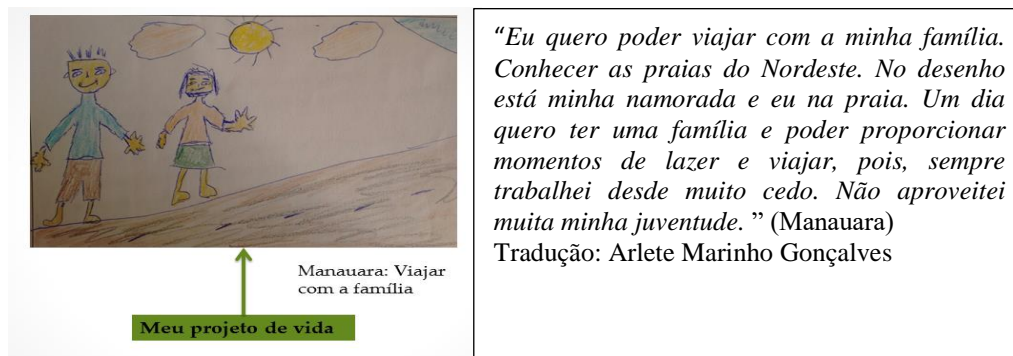 Manauara: Viajar
com a família
Meu projeto de vida
“Eu quero poder viajar com a minha família.
Conhecer as praias do Nordeste. No desenho
está minha namorada e eu na praia. Um dia
quero ter uma família e poder proporcionar
momentos de lazer e viajar, pois, sempre
trabalhei desde muito cedo. Não aproveitei
muita minha juventude. ” (Manauara)
Tradução: Arlete Marinho Gonçalves